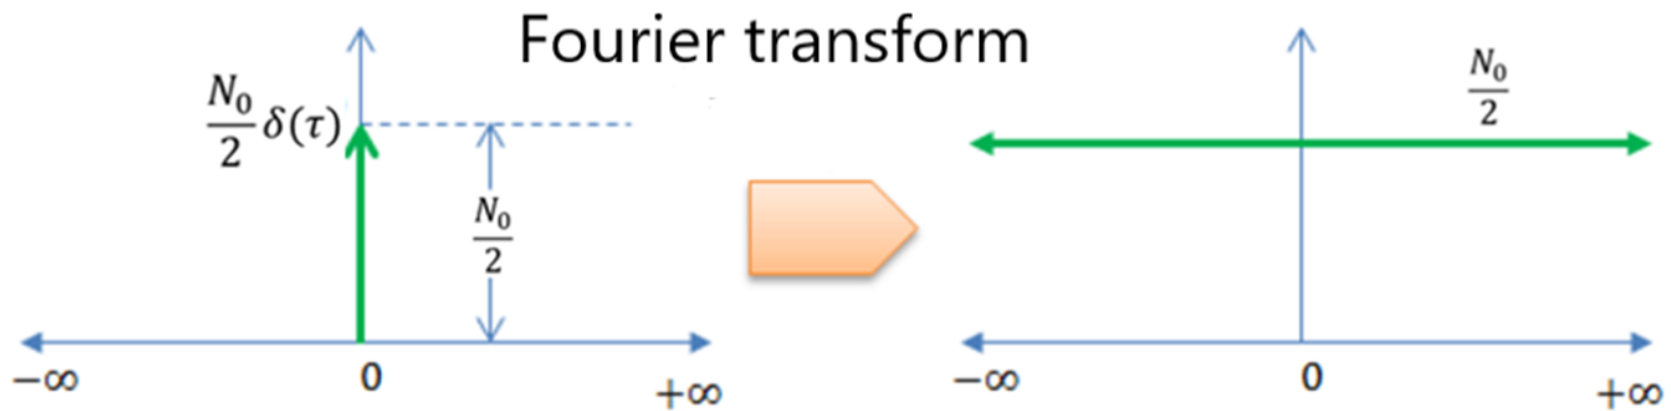 Fourier transform
N₀/2 δ(τ)
N₀/2
N₀/2
−∞ 0 +∞
−∞ 0 +∞